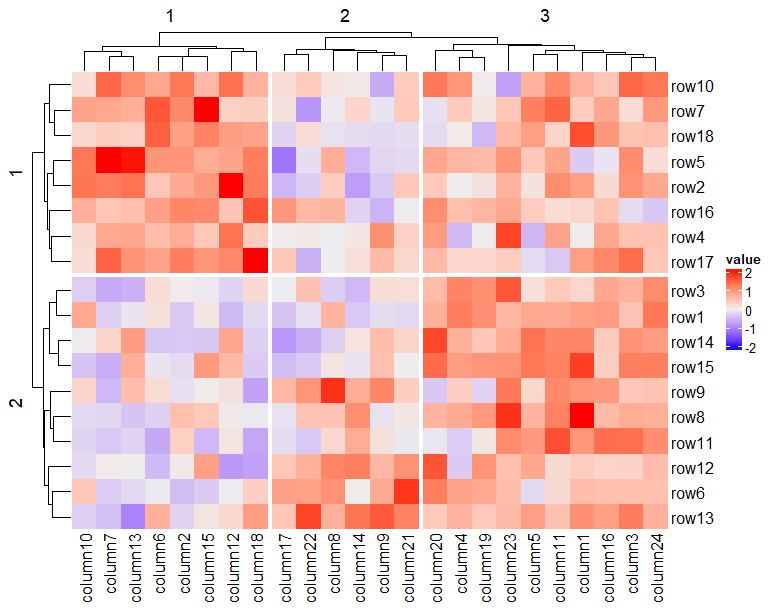 1 2 3
1
2
row10
row7
row18
row5
row2
row16
row4
row17
row3
row1
row14
row15
row9
row8
row11
row12
row6
row13
value
2
1
0
-1
-2
column10
column7
column13
column6
column2
column15
column12
column18
column17
column22
column8
column14
column9
column21
column20
column4
column19
column23
column5
column11
column1
column16
column3
column24